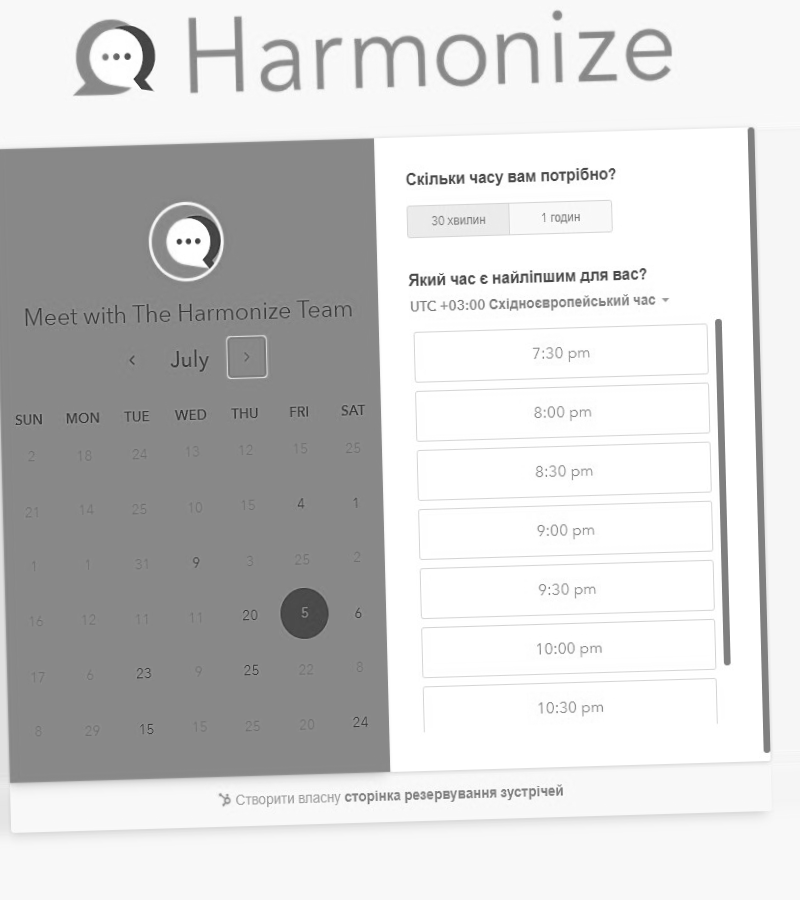 Harmonize
Meet with The Harmonize Team
July
SUN MON TUE WED THU FRI SAT
2 18 24 13 12 15 25
21 14 25 10 15 4 1
1 1 31 9 3 25 2
16 12 11 11 20 5 6
17 6 23 9 25 22 8
8 29 15 15 25 20 24
Скільки часу вам потрібно?
30 хвилин 1 годин
Який час є найліпшим для вас?
UTC +03:00 Східноєвропейський час
7:30 pm
8:00 pm
8:30 pm
9:00 pm
9:30 pm
10:00 pm
10:30 pm
Створити власну сторінка резервування зустрічей